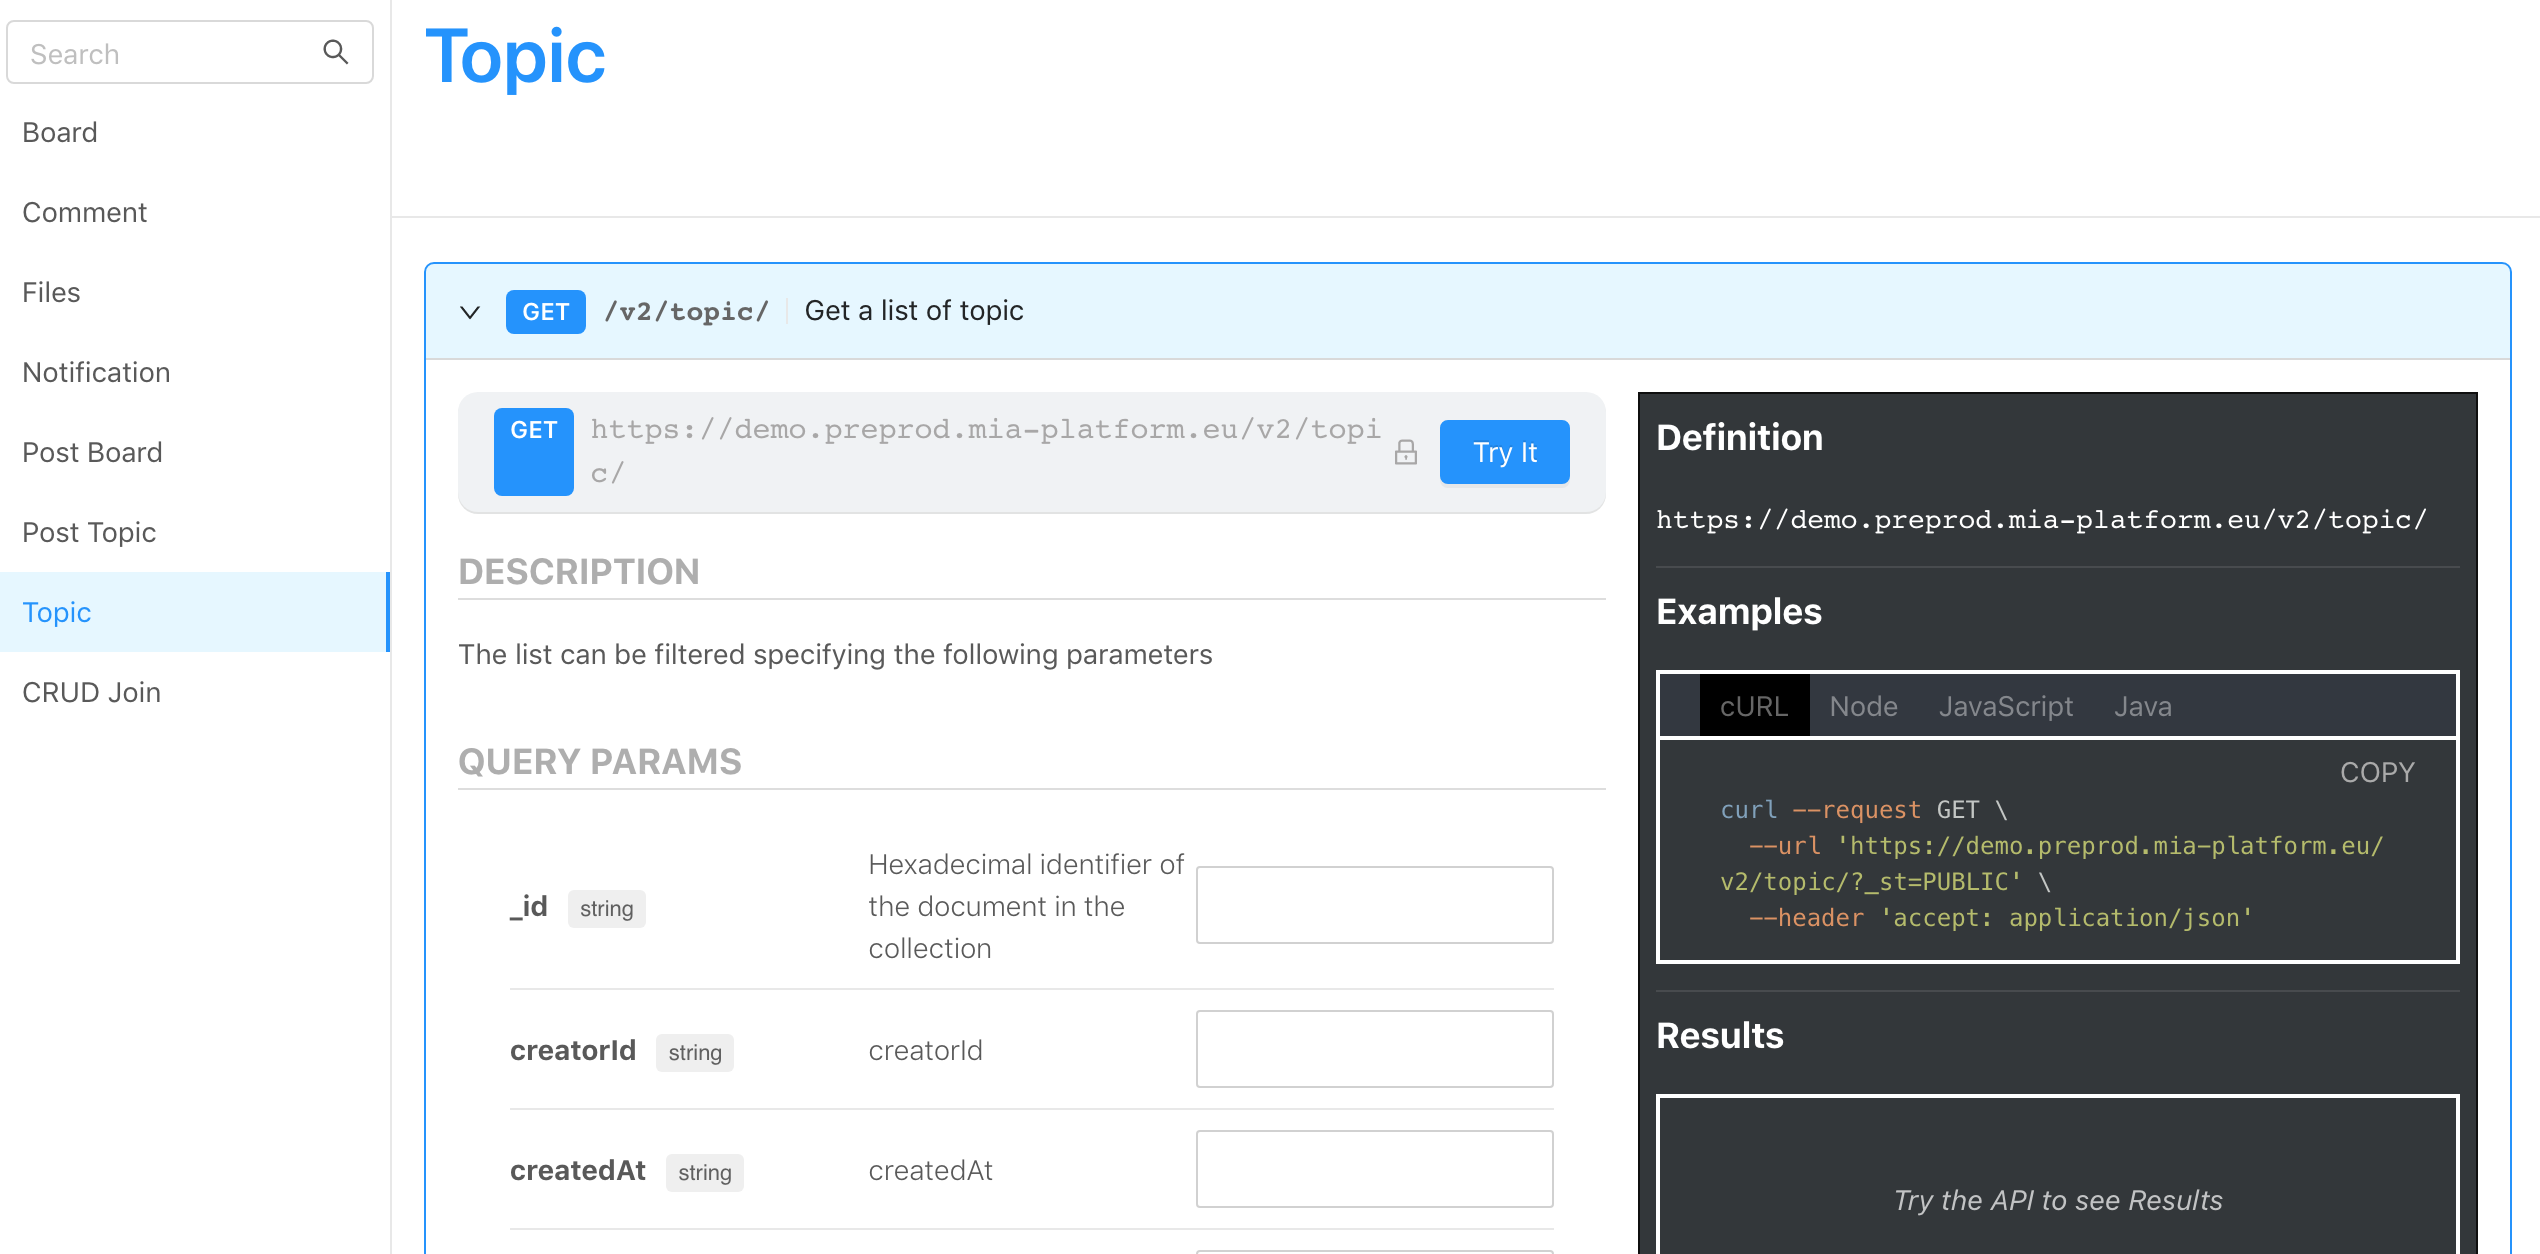 Search
Board
Comment
Files
Notification
Post Board
Post Topic
Topic
CRUD Join
Topic
GET /v2/topic/ Get a list of topic
GET https://demo.preprod.mia-platform.eu/v2/topi
c/
Try It
DESCRIPTION
The list can be filtered specifying the following parameters
QUERY PARAMS
_id string
Hexadecimal identifier of
the document in the
collection
creatorId string creatorId
createdAt string createdAt
Definition
https://demo.preprod.mia-platform.eu/v2/topic/
Examples
cURL Node JavaScript Java
COPY
curl --request GET \
--url 'https://demo.preprod.mia-platform.eu/
v2/topic/?_st=PUBLIC' \
--header 'accept: application/json'
Results
Try the API to see Results